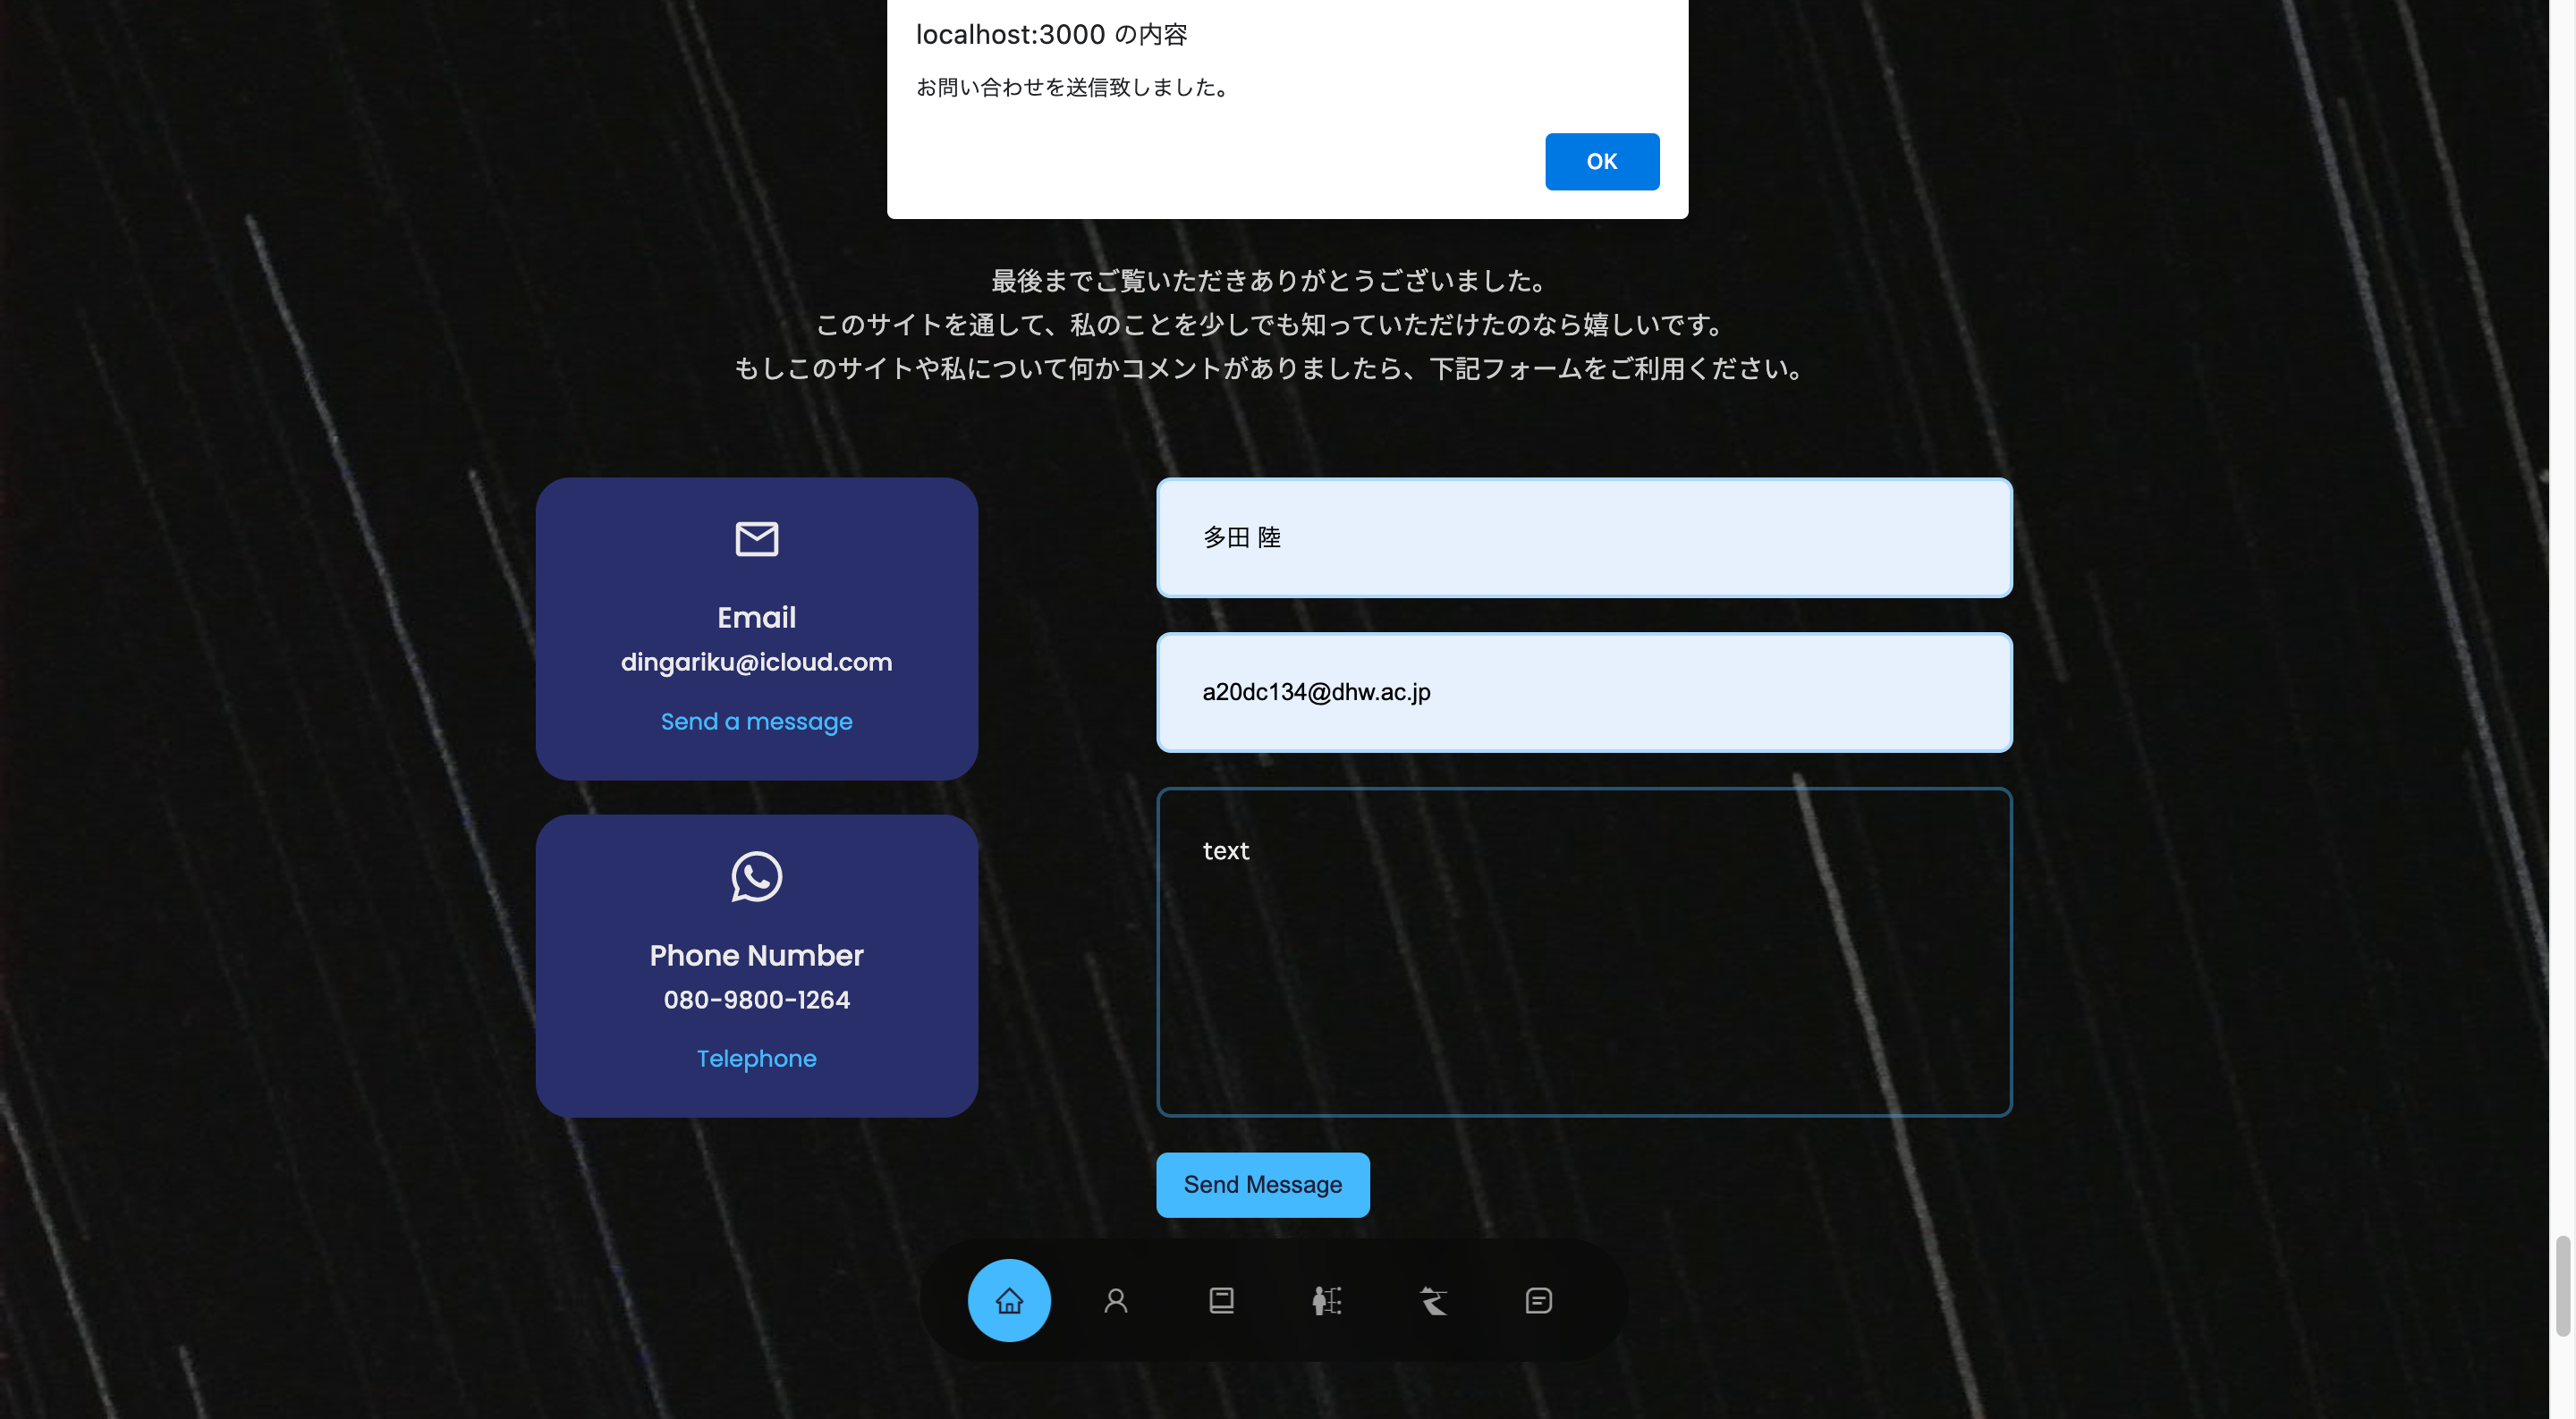 localhost:3000 の内容
お問い合わせを送信致しました。
OK
最後までご覧いただきありがとうございました。
このサイトを通して、私のことを少しでも知っていただけたのなら嬉しいです。
もしこのサイトや私について何かコメントがありましたら、下記フォームをご利用ください。
Email
dingariku@icloud.com
Send a message
Phone Number
080-9800-1264
Telephone
多田 陸
a20dc134@dhw.ac.jp
text
Send Message